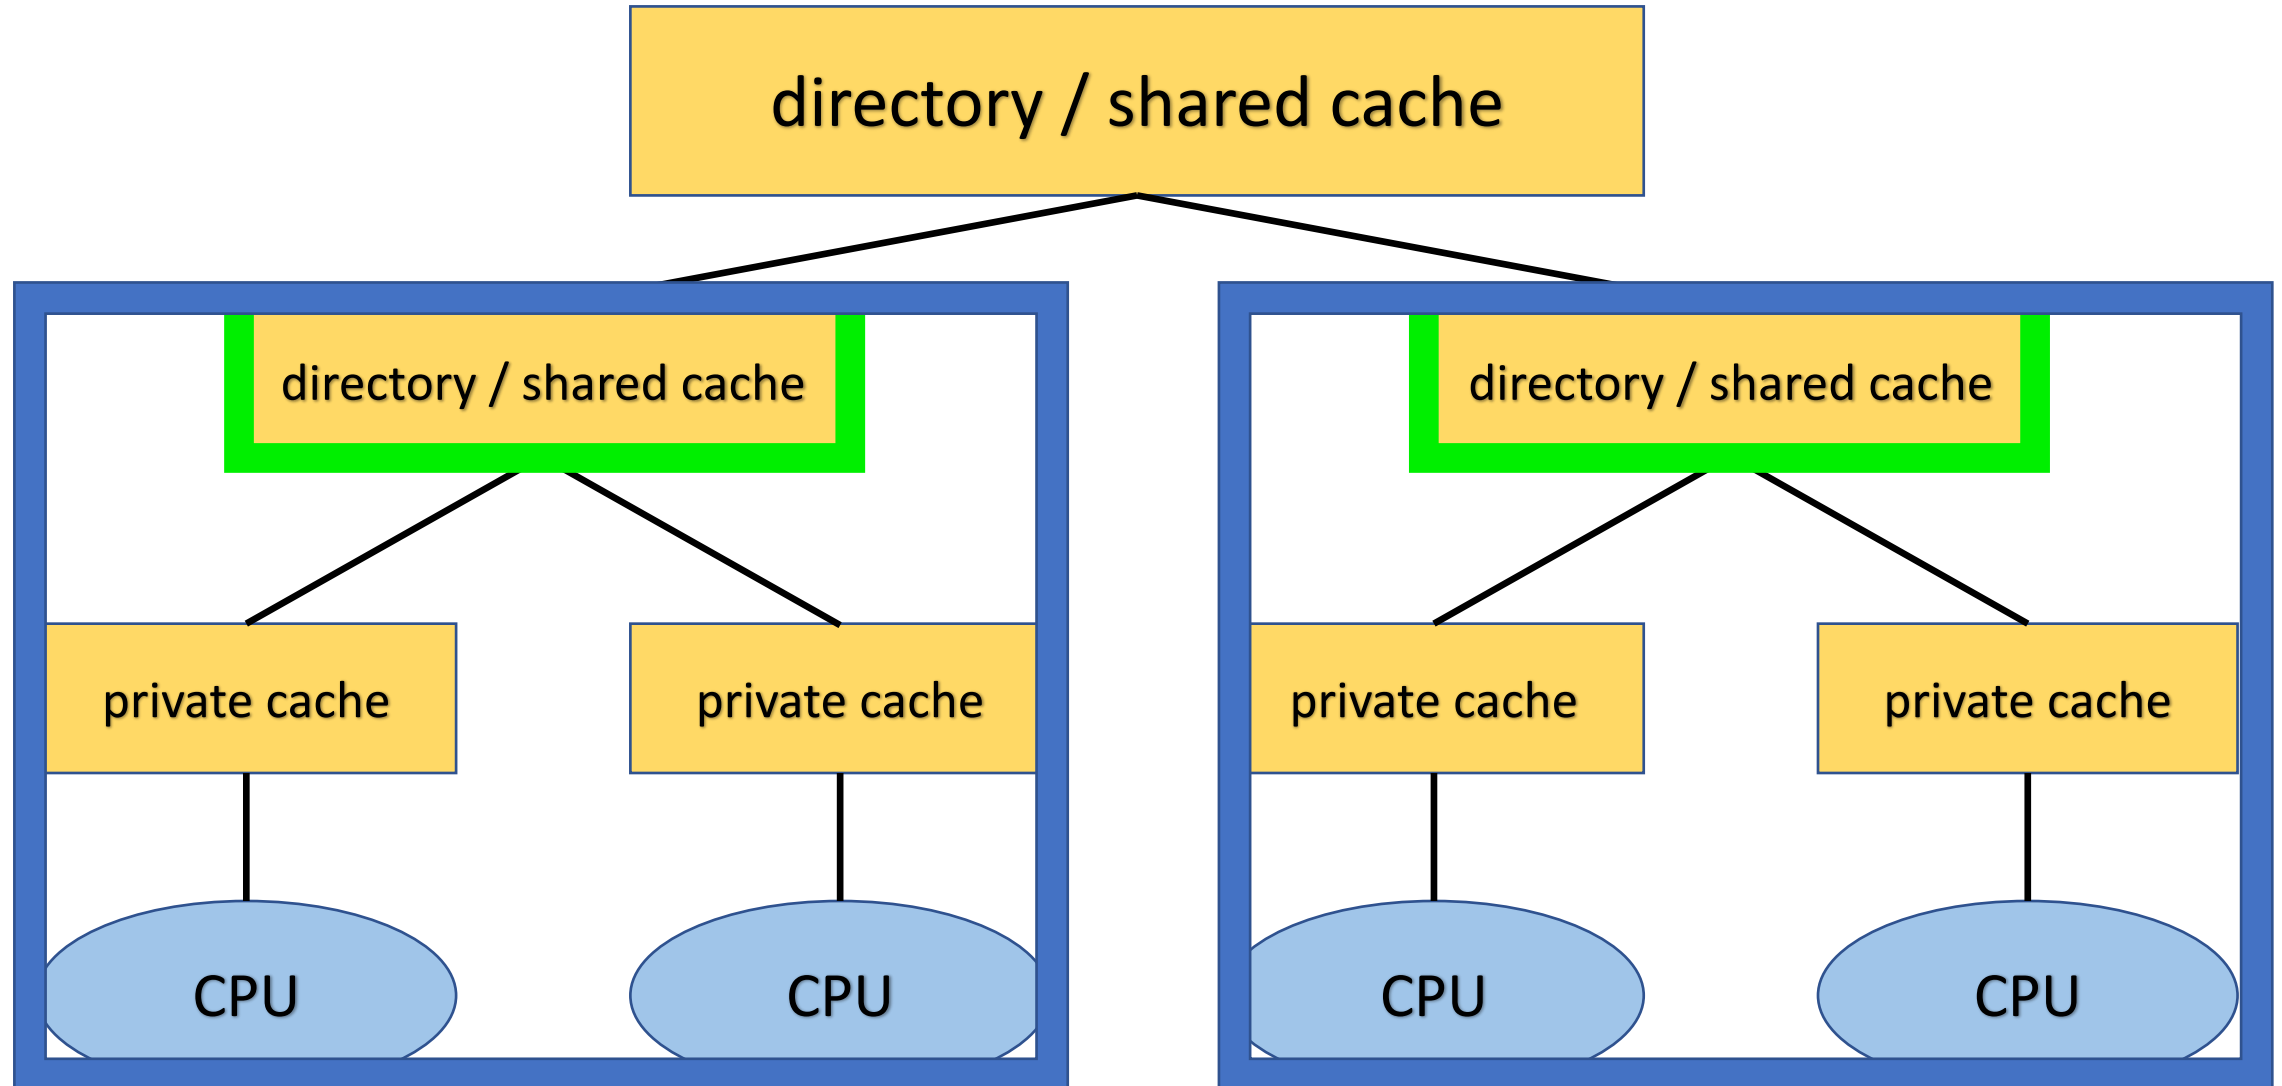 directory / shared cache
directory / shared cache
directory / shared cache
private cache
private cache
private cache
private cache
CPU
CPU
CPU
CPU